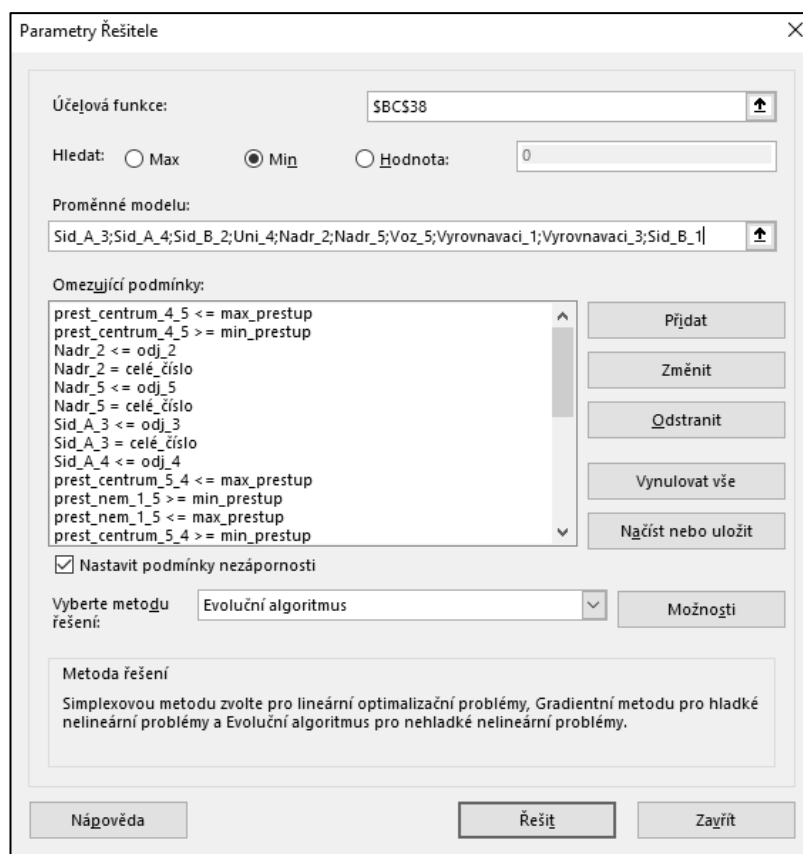 Parametry Řešitele
Účelová funkce: $BC$38
Hledat: Max Min Hodnota: 0
Proměnné modelu:
Sid_A_3;Sid_A_4;Sid_B_2;Uni_4;Nadr_2;Nadr_5;Voz_5;Vyrovnavaci_1;Vyrovnavaci_3;Sid_B_1
Omezující podmínky:
prest_centrum_4_5 <= max_prestup
prest_centrum_4_5 >= min_prestup
Nadr_2 <= odj_2
Nadr_2 = celé_číslo
Nadr_5 <= odj_5
Nadr_5 = celé_číslo
Sid_A_3 <= odj_3
Sid_A_3 = celé_číslo
Sid_A_4 <= odj_4
prest_centrum_5_4 <= max_prestup
prest_nem_1_5 >= min_prestup
prest_nem_1_5 <= max_prestup
prest_centrum_5_4 >= min_prestup
Přidat
Změnit
Odstranit
Vynulovat vše
Načíst nebo uložit
Nastavit podmínky nezápornosti
Vyberte metodu
řešení:
Evoluční algoritmus
Možnosti
Metoda řešení
Simplexovou metodu zvolte pro lineární optimalizační problémy, Gradientní metodu pro hladké
nelineární problémy a Evoluční algoritmus pro nehladké nelineární problémy.
Nápověda
Řešit
Zavřít